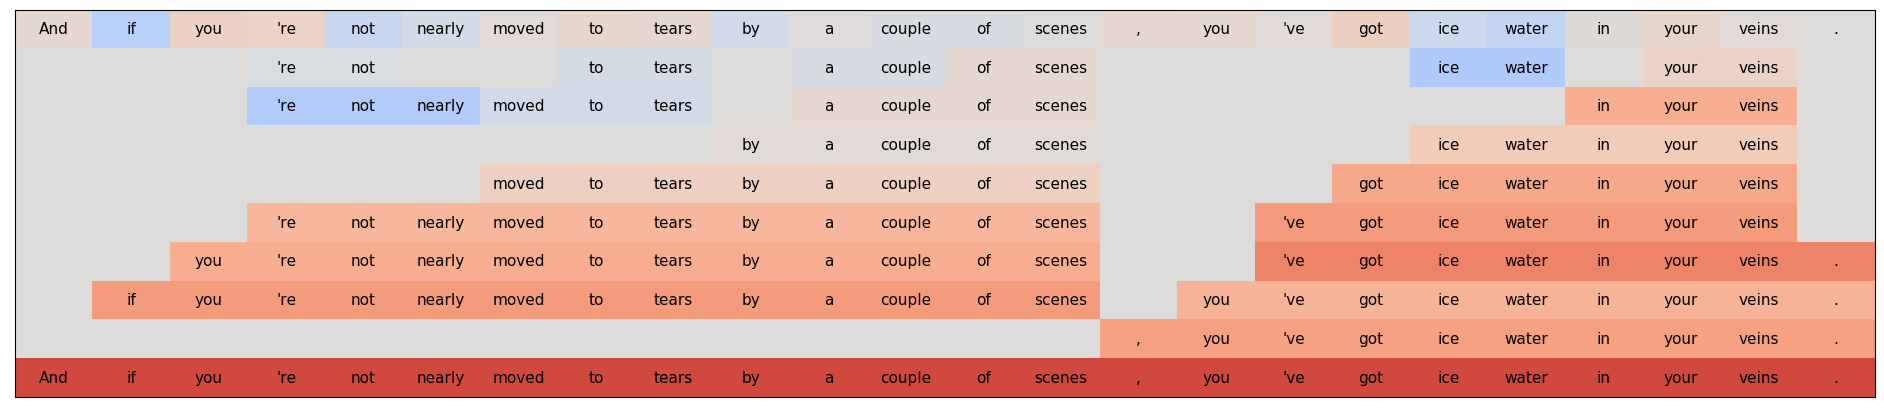 And if you 're not nearly moved to tears by a couple of scenes , you 've got ice water in your veins .
're not to tears a couple of scenes ice water your veins
're not nearly moved to tears a couple of scenes in your veins
by a couple of scenes ice water in your veins
moved to tears by a couple of scenes got ice water in your veins
're not nearly moved to tears by a couple of scenes 've got ice water in your veins
you 're not nearly moved to tears by a couple of scenes 've got ice water in your veins .
if you 're not nearly moved to tears by a couple of scenes you 've got ice water in your veins .
, you 've got ice water in your veins .
And if you 're not nearly moved to tears by a couple of scenes , you 've got ice water in your veins .